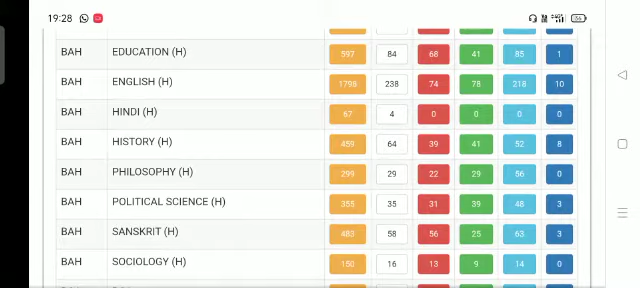 19:28
BAH EDUCATION (H) 597 84 68 41 85 1
BAH ENGLISH (H) 1798 238 74 78 218 10
BAH HINDI (H) 67 4 0 0 0 0
BAH HISTORY (H) 459 64 39 41 52 8
BAH PHILOSOPHY (H) 299 29 22 29 56 0
BAH POLITICAL SCIENCE (H) 355 35 31 39 48 3
BAH SANSKRIT (H) 483 58 56 25 63 3
BAH SOCIOLOGY (H) 150 16 13 9 14 0